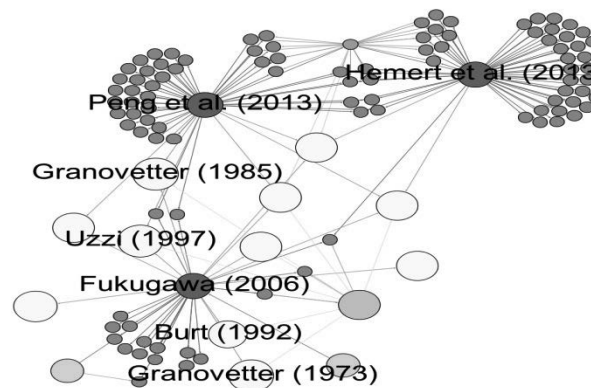 Hemert et al. (2013
Peng et al. (2013)
Granovetter (1985)
Uzzi (1997)
Fukugawa (2006)
Burt (1992)
Granovetter (1973)